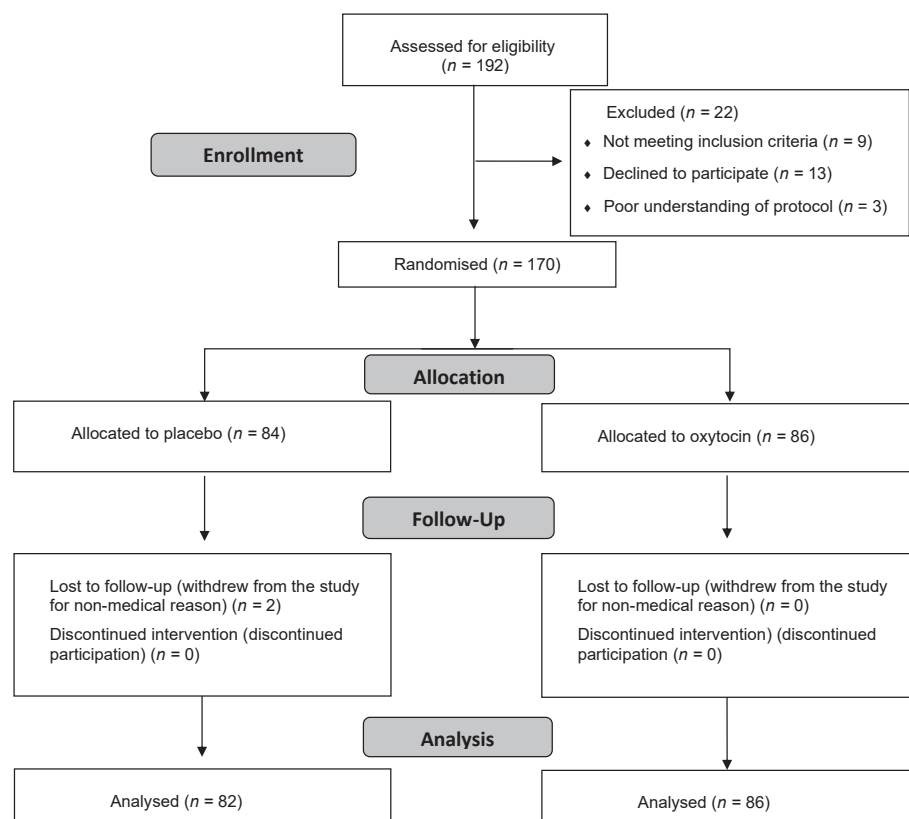 Assessed for eligibility
(n = 192)
Excluded (n = 22)
♦ Not meeting inclusion criteria (n = 9)
♦ Declined to participate (n = 13)
♦ Poor understanding of protocol (n = 3)
Enrollment
Randomised (n = 170)
Allocation
Allocated to placebo (n = 84)
Allocated to oxytocin (n = 86)
Follow-Up
Lost to follow-up (withdrew from the study
for non-medical reason) (n = 2)
Discontinued intervention (discontinued
participation) (n = 0)
Lost to follow-up (withdrew from the study
for non-medical reason) (n = 0)
Discontinued intervention) (discontinued
participation (n = 0)
Analysis
Analysed (n = 82)
Analysed (n = 86)